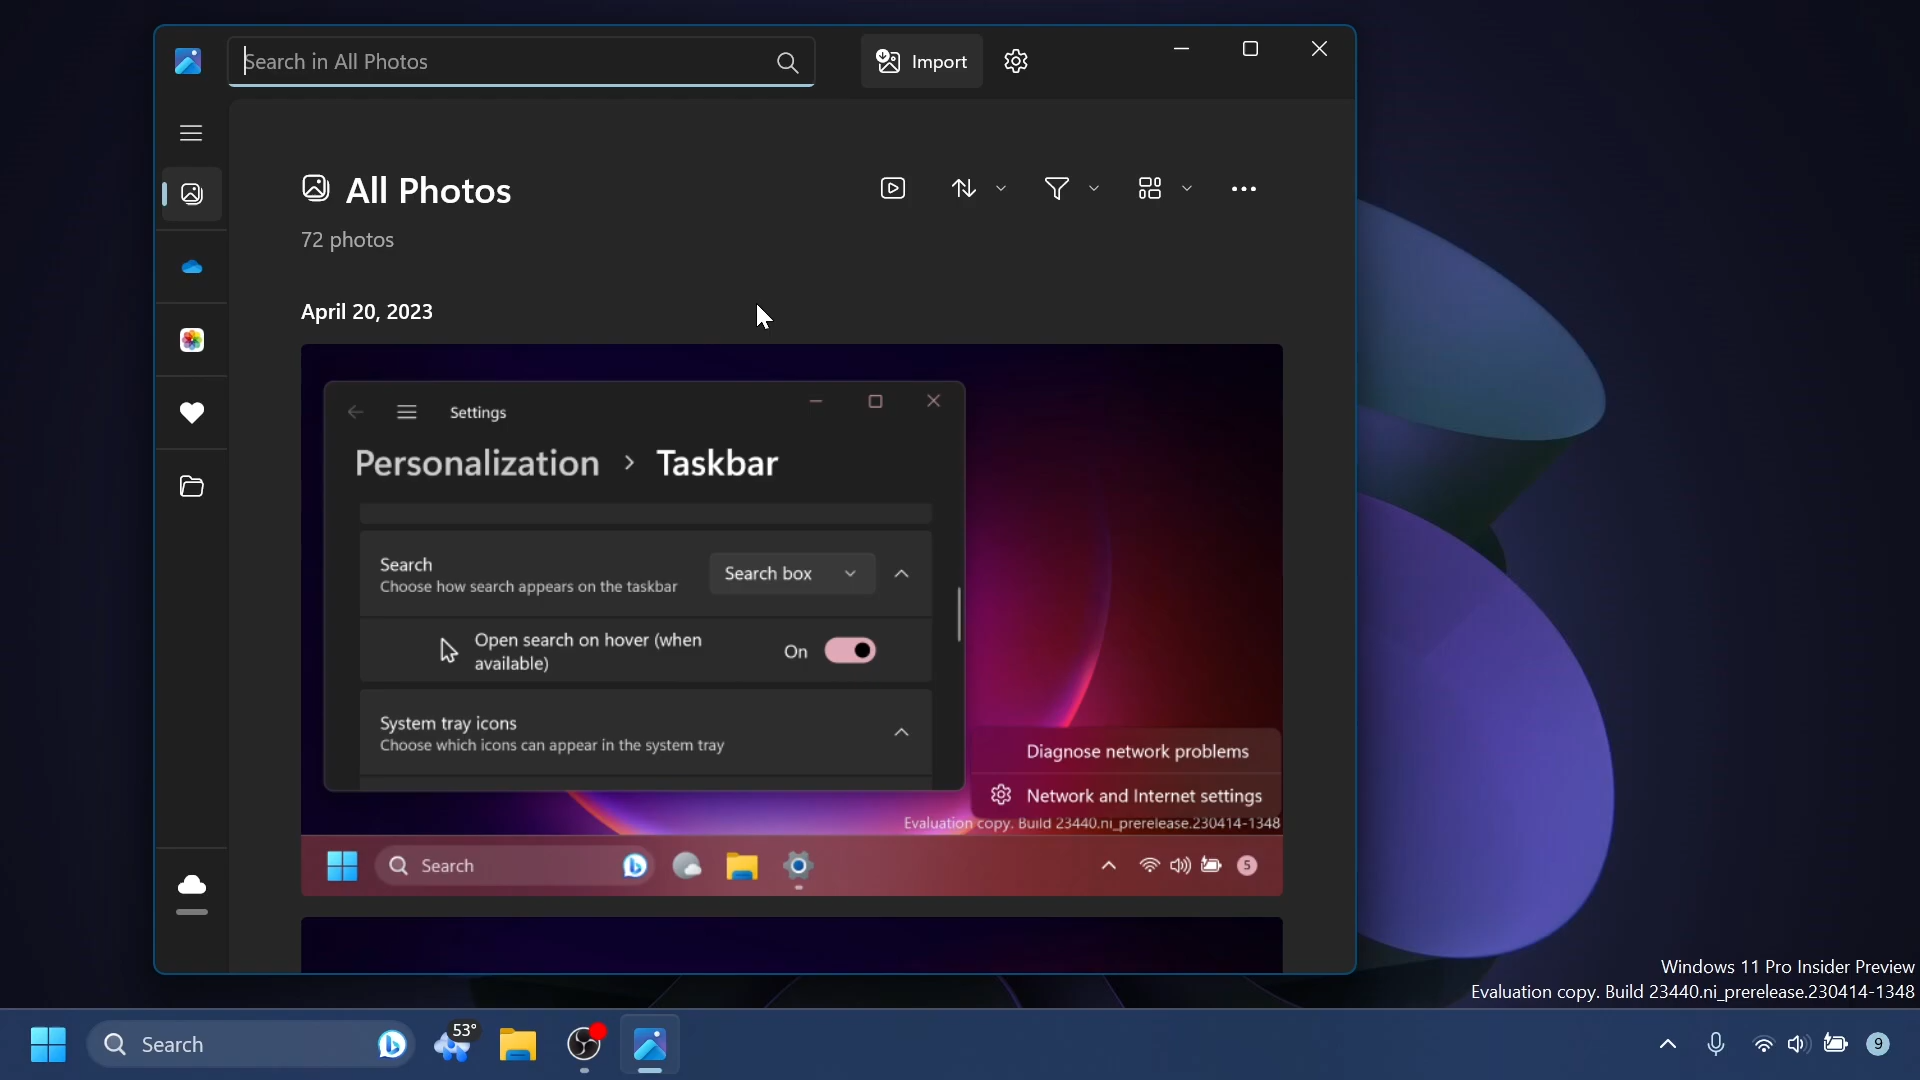 Search in All Photos
Import
All Photos
72 photos
April 20, 2023
Settings
Personalization > Taskbar
Search
Choose how search appears on the taskbar
Search box
Open search on hover (when
available)
On
System tray icons
Choose which icons can appear in the system tray
Diagnose network problems
Network and Internet settings
Evaluation copy. Build 23440.ni_prerelease.230414-1348
Search
5
Windows 11 Pro Insider Preview
Evaluation copy. Build 23440.ni_prerelease.230414-1348
Search
53°
9